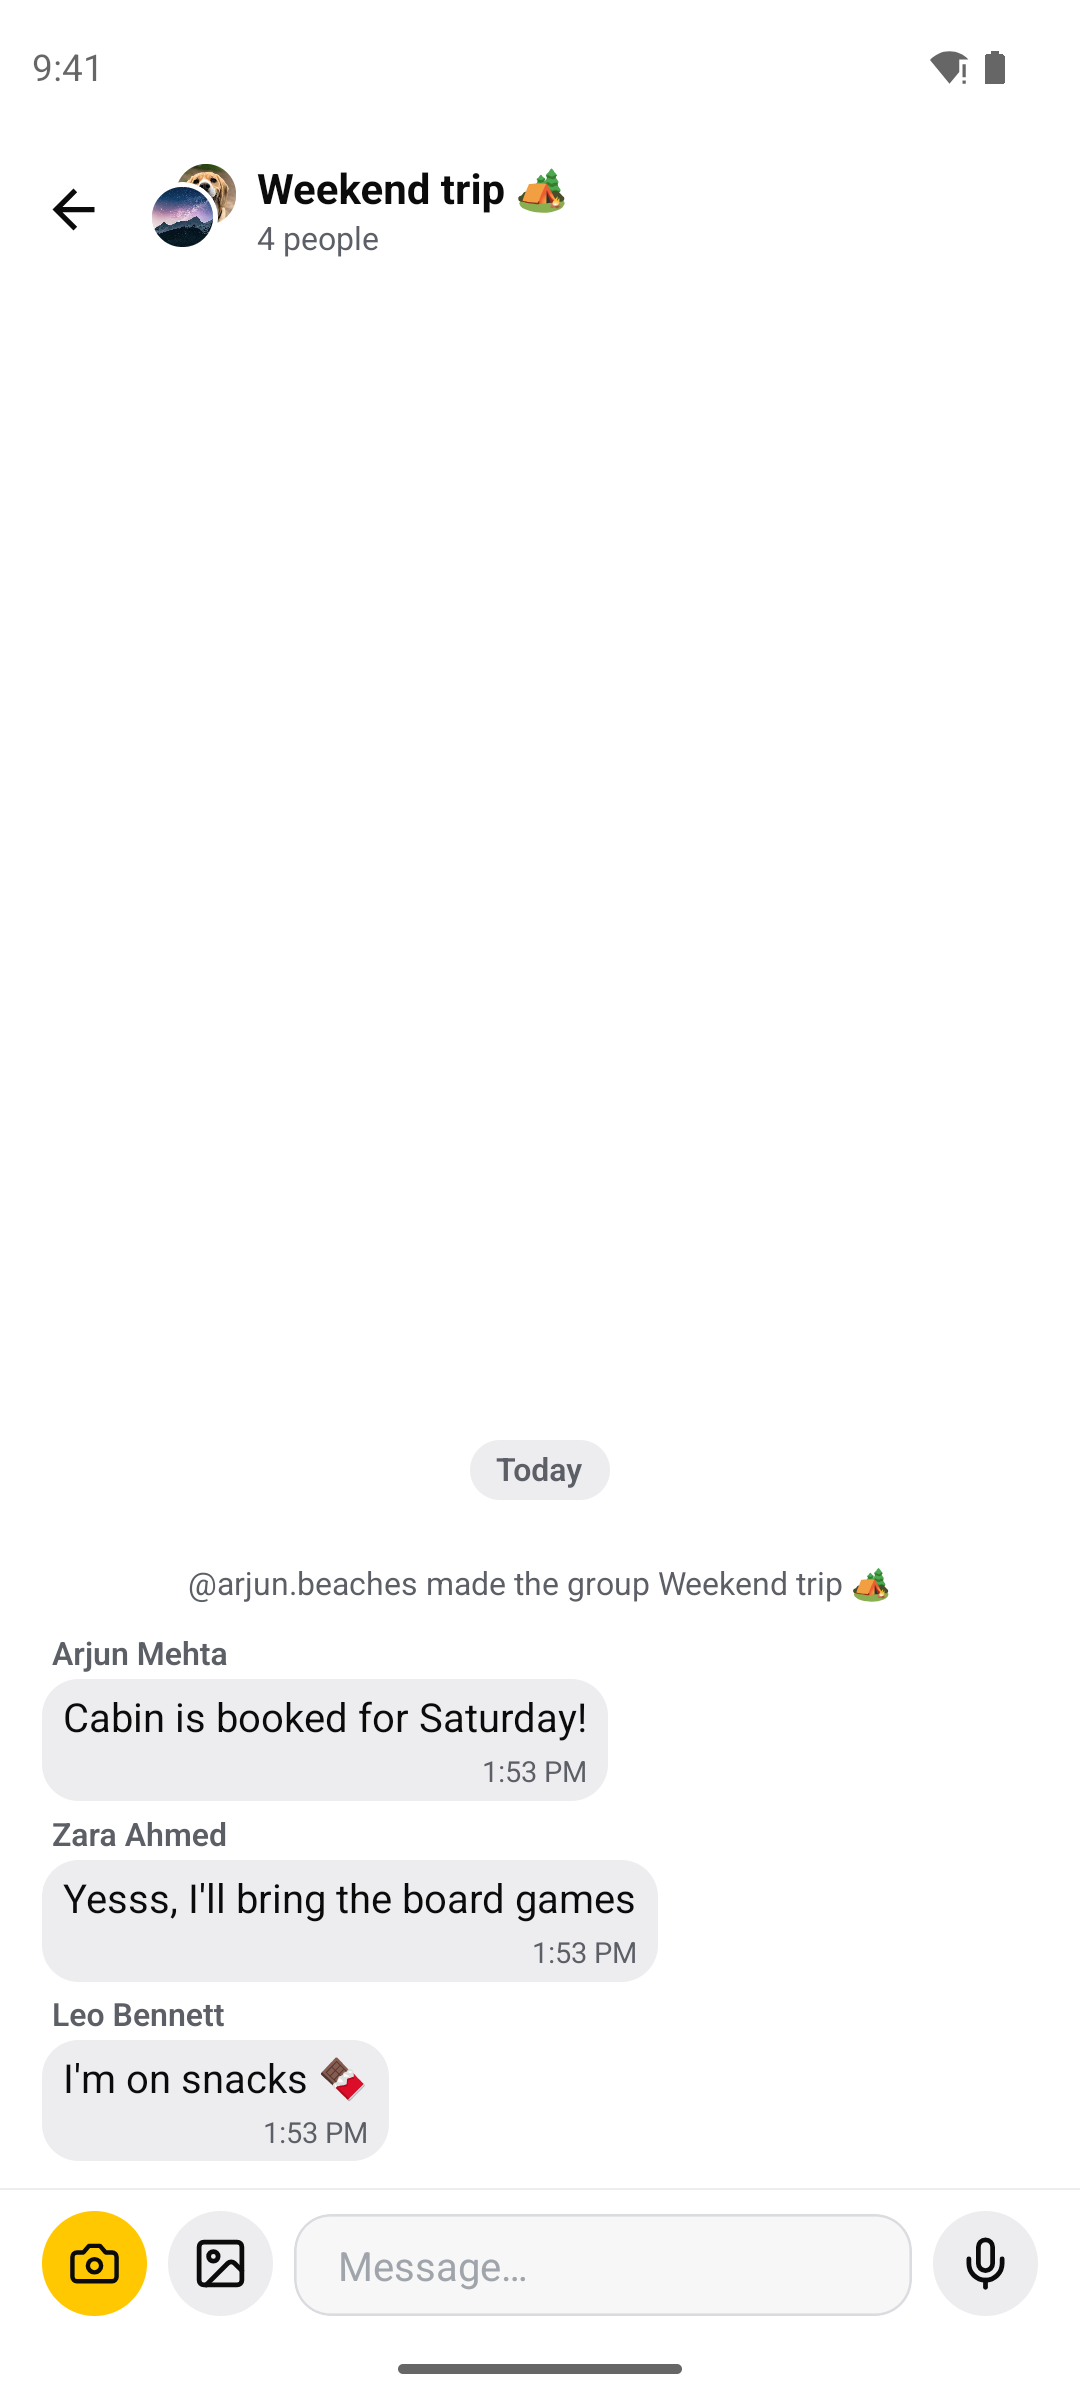 9:41
Weekend trip 🏕️
4 people
Today
@arjun.beaches made the group Weekend trip 🏕️
Arjun Mehta
Cabin is booked for Saturday!
1:53 PM
Zara Ahmed
Yesss, I'll bring the board games
1:53 PM
Leo Bennett
I'm on snacks 🍫
1:53 PM
Message…